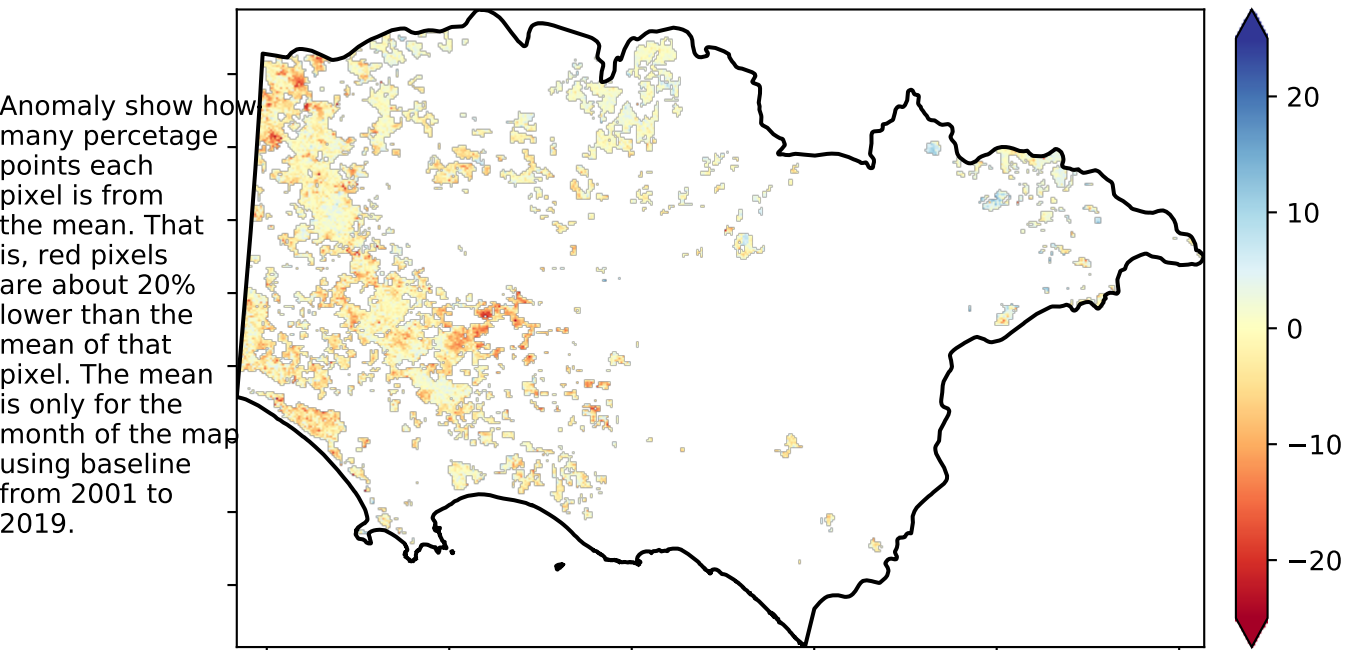 Anomaly show how
many percetage
points each
pixel is from
the mean. That
is, red pixels
are about 20%
lower than the
mean of that
pixel. The mean
is only for the
month of the map
using baseline
from 2001 to
2019.
20
10
0
−10
−20